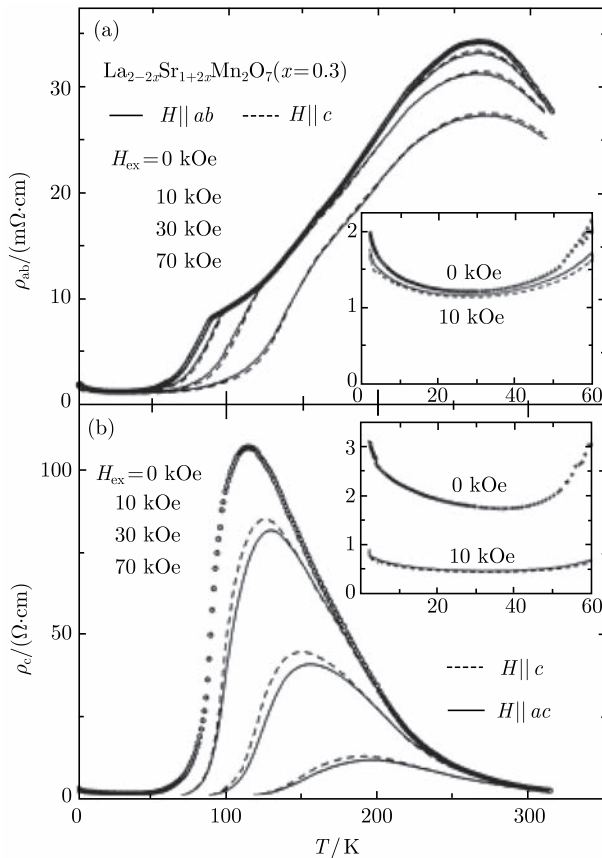 (a)
La2−2xSr1+2xMn2O7(x=0.3)
H||ab H||c
Hex=0 kOe
10 kOe
30 kOe
70 kOe
ρab/(mΩ·cm)
30
20
10
0
2
1
0
0 kOe
10 kOe
20 40 60
(b)
Hex=0 kOe
10 kOe
30 kOe
70 kOe
ρc/(Ω·cm)
100
50
0
3
2
1
0
0 kOe
10 kOe
0 20 40 60
H||c
H||ac
0 100 200 300
T/K